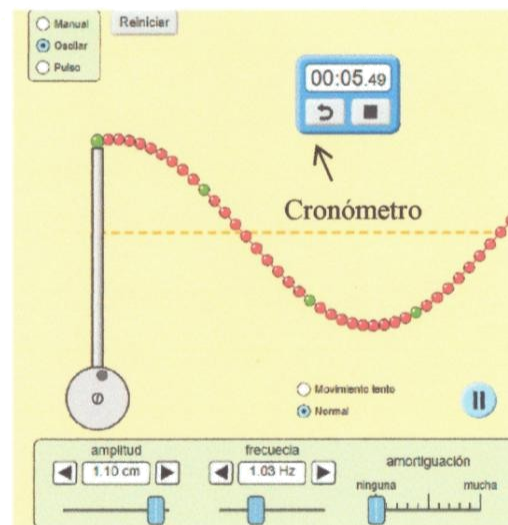 Manual
Reiniciar
Oscilar
Pulso
00:05.49
Cronómetro
Movimiento lento
Normal
amplitud
1.10 cm
frecuecia
1.03 Hz
amortiguación
ninguna
mucha